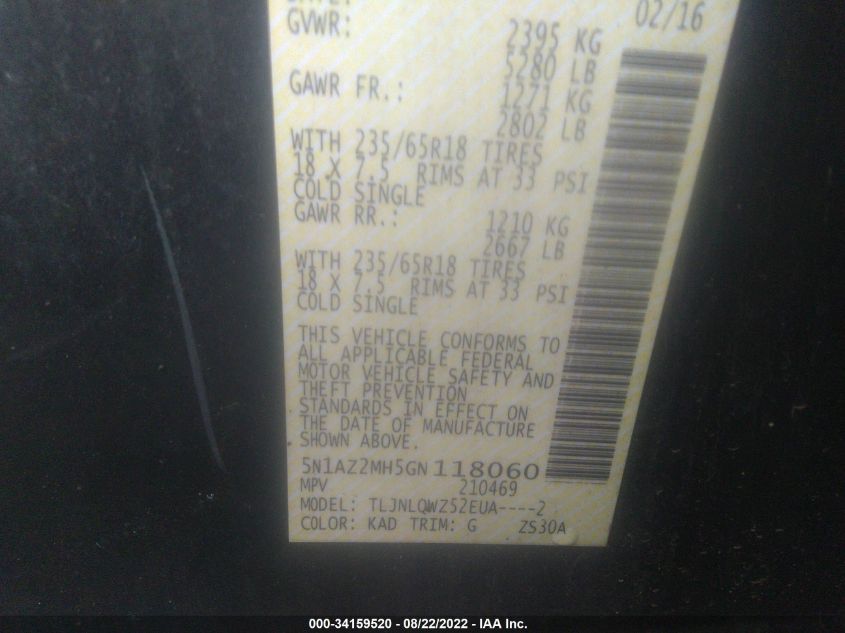 02/16
GVWR: 2395 KG
5280 LB
GAWR FR.: 1271 KG
2802 LB
WITH 235/65R18 TIRES
18 X 7.5 RIMS AT 33 PSI
COLD SINGLE
GAWR RR.: 1210 KG
2667 LB
WITH 235/65R18 TIRES
18 X 7.5 RIMS AT 33 PSI
COLD SINGLE
THIS VEHICLE CONFORMS TO
ALL APPLICABLE FEDERAL
MOTOR VEHICLE SAFETY AND
THEFT PREVENTION
STANDARDS IN EFFECT ON
THE DATE OF MANUFACTURE
SHOWN ABOVE.
5N1AZ2MH5GN118060
MPV 210469
MODEL: TLJNLQWZ52EUA----2
COLOR: KAD TRIM: G ZS30A
000-34159520 - 08/22/2022 - IAA Inc.